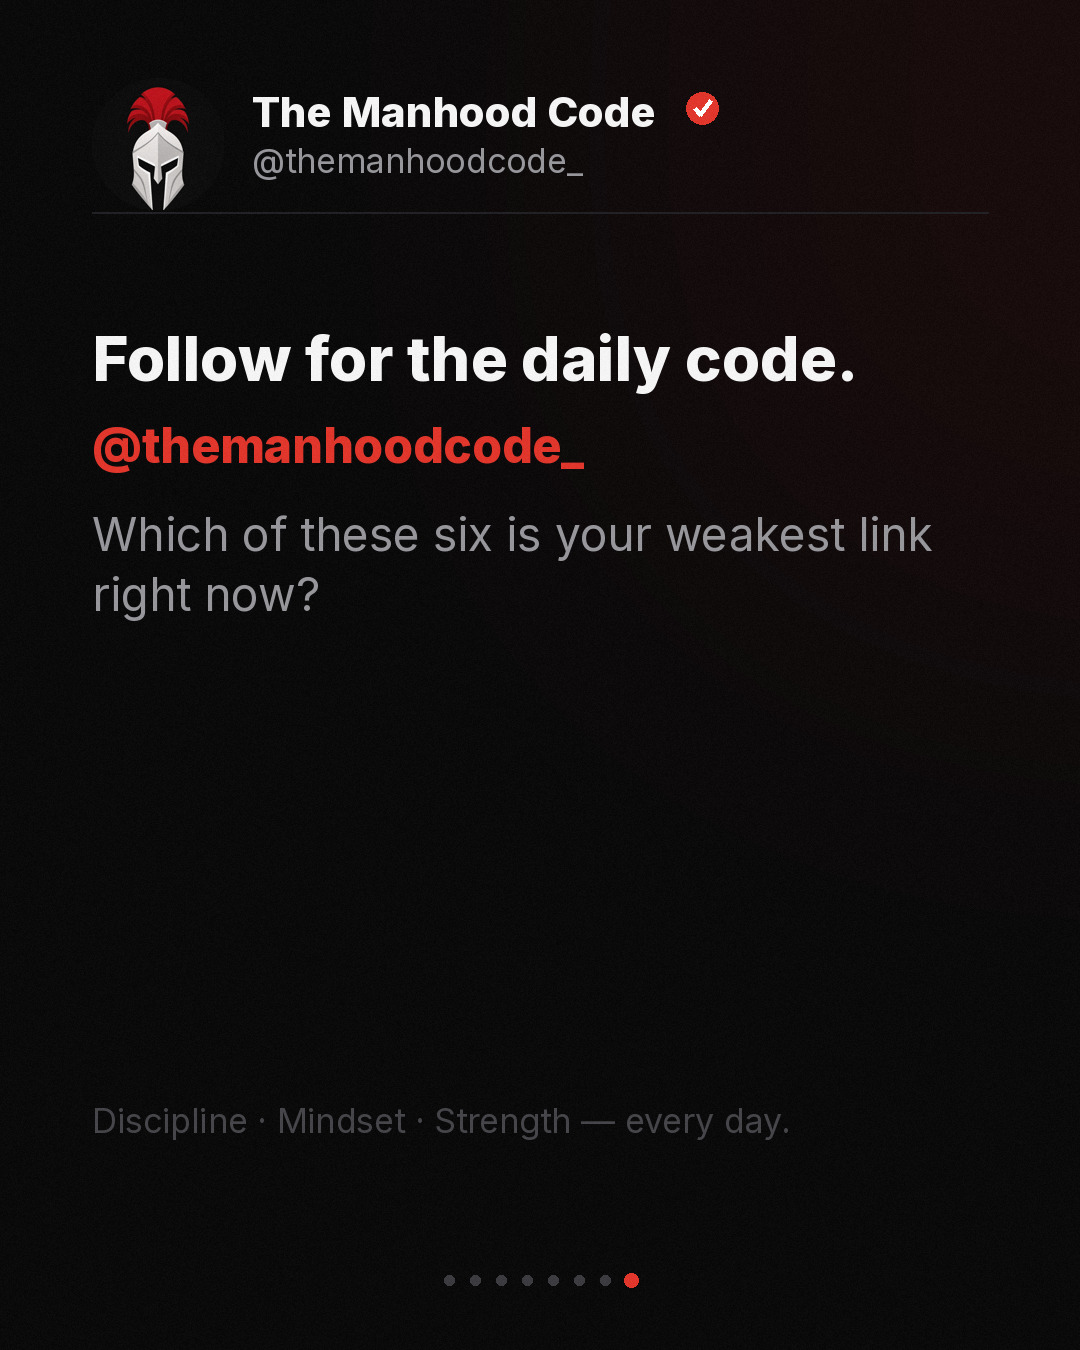 The Manhood Code
@themanhoodcode_
Follow for the daily code.
@themanhoodcode_
Which of these six is your weakest link
right now?
Discipline · Mindset · Strength — every day.